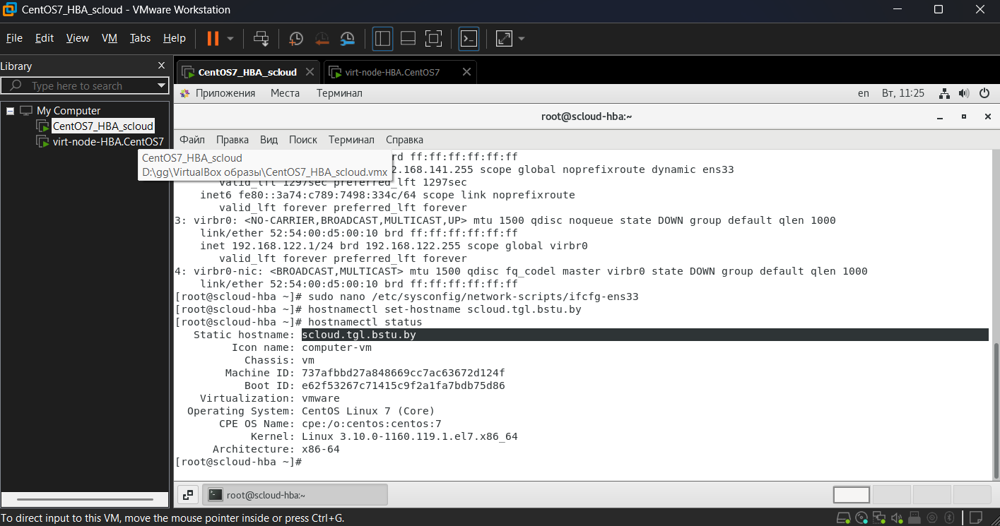 CentOS7_HBA_scloud - VMware Workstation
File Edit View VM Tabs Help
Library
Type here to search
My Computer
CentOS7_HBA_scloud
virt-node-HBA.CentOS7
CentOS7_HBA_scloud
D:\gg\VirtualBox образы\CentOS7_HBA_scloud.vmx
CentOS7_HBA_scloud virt-node-HBA.CentOS7
Приложения Места Терминал en Вт, 11:25
root@scloud-hba:~
Файл Правка Вид Поиск Терминал Справка
rd ff:ff:ff:ff:ff:ff
2.168.141.255 scope global noprefixroute dynamic ens33
valid_lft 1297sec preferred_lft 1297sec
inet6 fe80::3a74:c789:7498:334c/64 scope link noprefixroute
valid_lft forever preferred_lft forever
3: virbr0: <NO-CARRIER,BROADCAST,MULTICAST,UP> mtu 1500 qdisc noqueue state DOWN group default qlen 1000
link/ether 52:54:00:d5:00:10 brd ff:ff:ff:ff:ff:ff
inet 192.168.122.1/24 brd 192.168.122.255 scope global virbr0
valid_lft forever preferred_lft forever
4: virbr0-nic: <BROADCAST,MULTICAST> mtu 1500 qdisc fq_codel master virbr0 state DOWN group default qlen 1000
link/ether 52:54:00:d5:00:10 brd ff:ff:ff:ff:ff:ff
[root@scloud-hba ~]# sudo nano /etc/sysconfig/network-scripts/ifcfg-ens33
[root@scloud-hba ~]# hostnamectl set-hostname scloud.tgl.bstu.by
[root@scloud-hba ~]# hostnamectl status
Static hostname: scloud.tgl.bstu.by
Icon name: computer-vm
Chassis: vm
Machine ID: 737afbbd27a848669cc7ac63672d124f
Boot ID: e62f53267c71415c9f2a1fa7bdb75d86
Virtualization: vmware
Operating System: CentOS Linux 7 (Core)
CPE OS Name: cpe:/o:centos:centos:7
Kernel: Linux 3.10.0-1160.119.1.el7.x86_64
Architecture: x86-64
[root@scloud-hba ~]#
root@scloud-hba:~
To direct input to this VM, move the mouse pointer inside or press Ctrl+G.